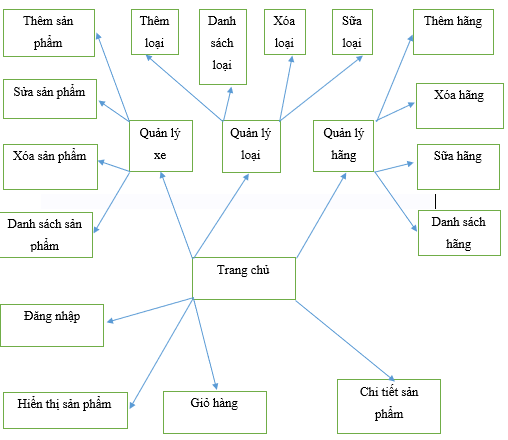 Thêm sản
phẩm
Thêm
loại
Danh
sách
loại
Xóa
loại
Sữa
loại
Thêm hãng
Sửa sản phẩm
Xóa hãng
Quản lý
xe
Quản lý
loại
Quản lý
hãng
Xóa sản phẩm
Sữa hãng
Danh sách sản
phẩm
Danh sách
hãng
Trang chủ
Đăng nhập
Hiển thị sản phẩm
Giỏ hàng
Chi tiết sản
phẩm